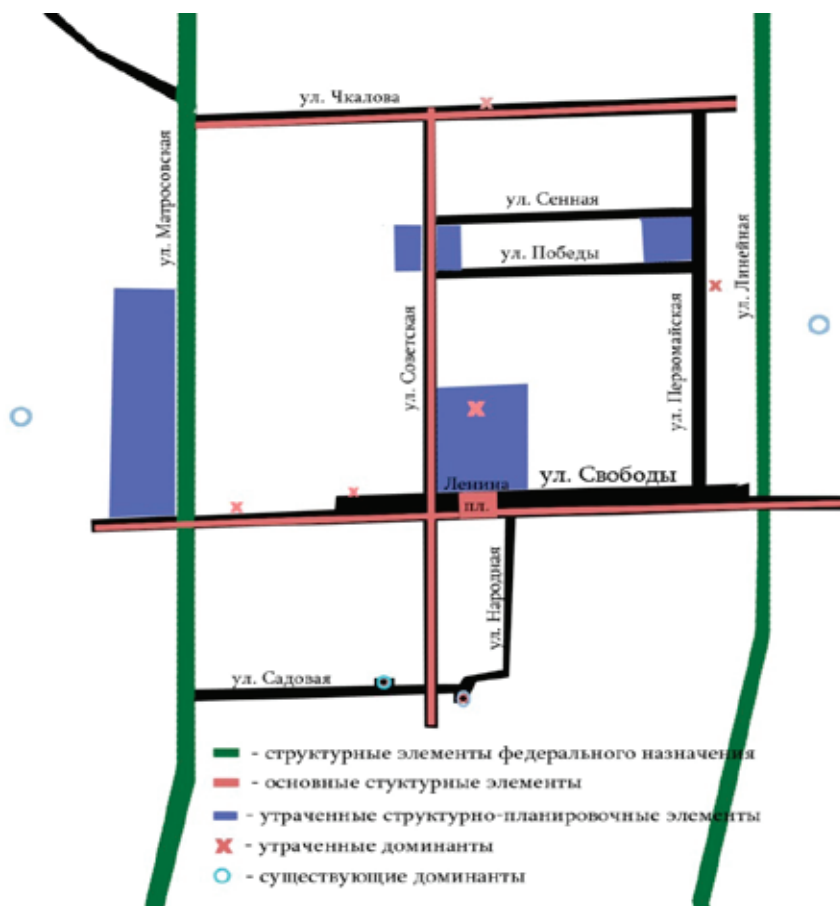 ул. Чкалова
ул. Матросовская
ул. Сенная
ул. Победы
ул. Линейная
ул. Советская
ул. Первомайская
Ленина
ул. Свободы
пл.
ул. Народная
ул. Садовая
- структурные элементы федерального назначения
- основные стуктурные элементы
- утраченные структурно-планировочные элементы
- утраченные доминанты
- существующие доминанты